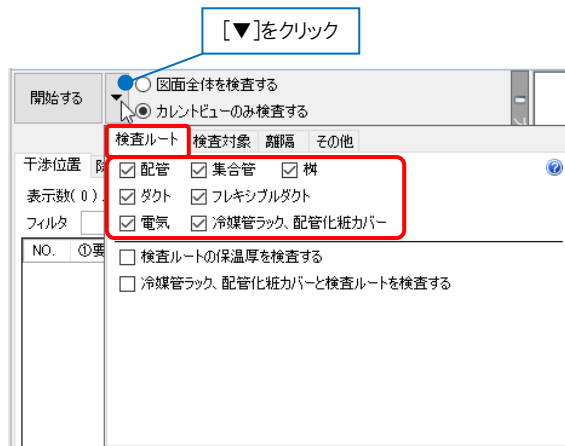 [▼]をクリック
開始する
図面全体を検査する
カレントビューのみ検査する
検査ルート 検査対象 離隔 その他
干渉位置
配管 集合管 桝
表示数(0)
ダクト フレキシブルダクト
フィルタ
電気 冷媒管ラック、配管化粧カバー
NO. ①要
検査ルートの保温厚を検査する
冷媒管ラック、配管化粧カバーと検査ルートを検査する